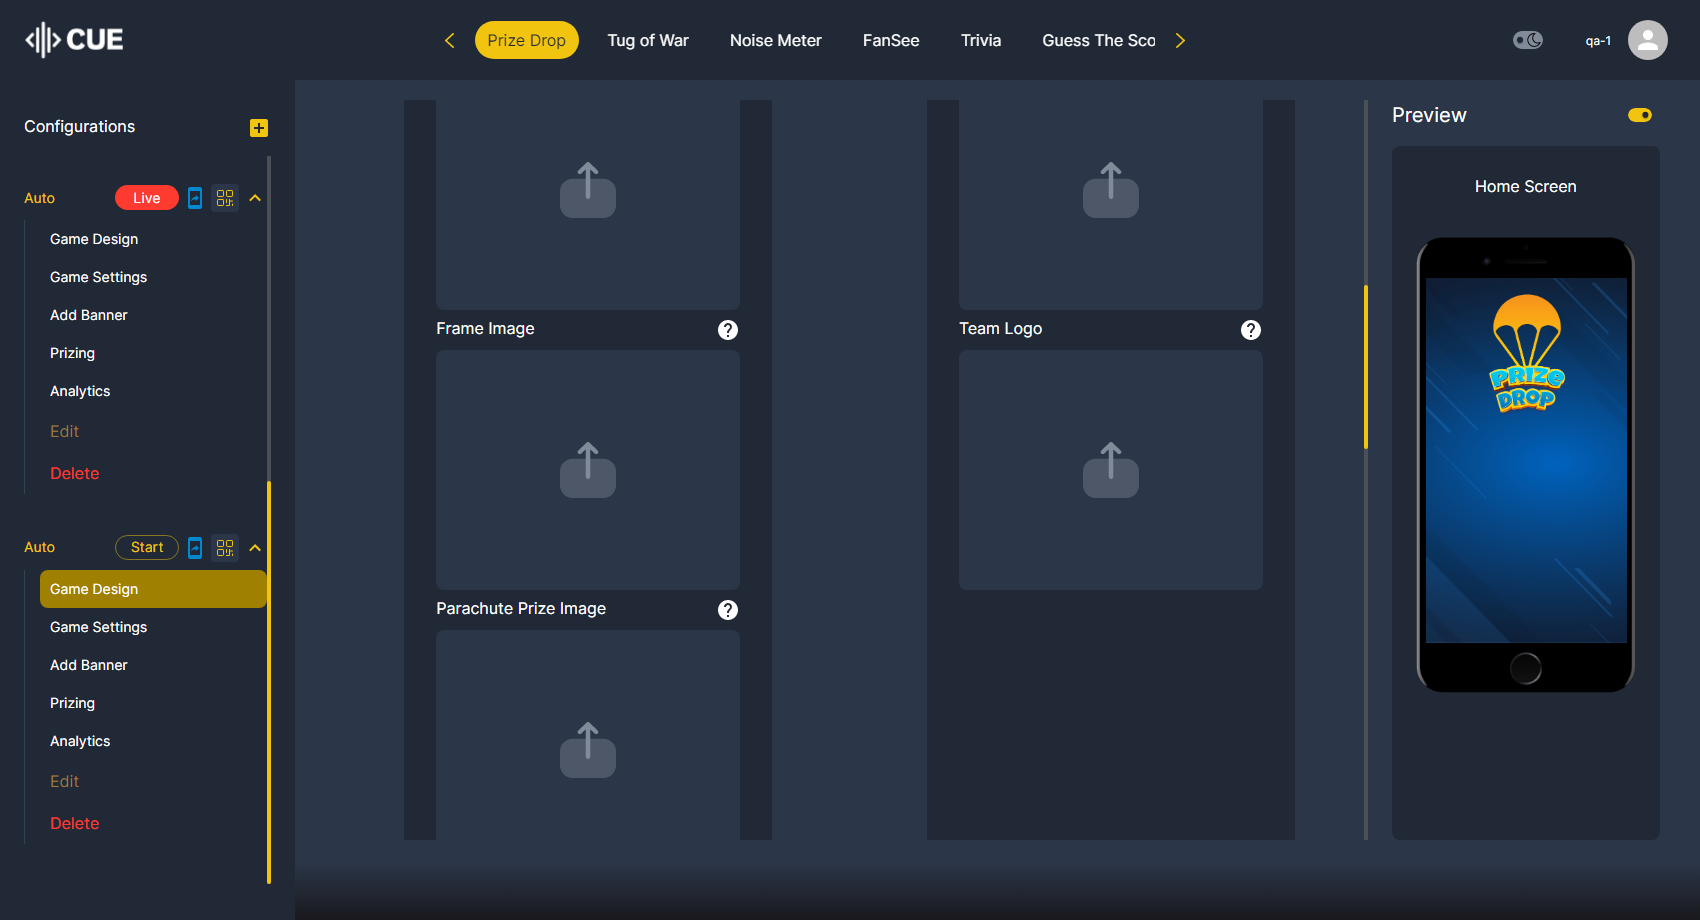 CUE
Prize Drop
Tug of War
Noise Meter
FanSee
Trivia
Guess The Sco
qa-1
Configurations
Auto
Live
Game Design
Game Settings
Add Banner
Prizing
Analytics
Edit
Delete
Auto
Start
Game Design
Game Settings
Add Banner
Prizing
Analytics
Edit
Delete
Frame Image
?
Parachute Prize Image
?
Team Logo
?
Preview
Home Screen
PRIZE
DROP